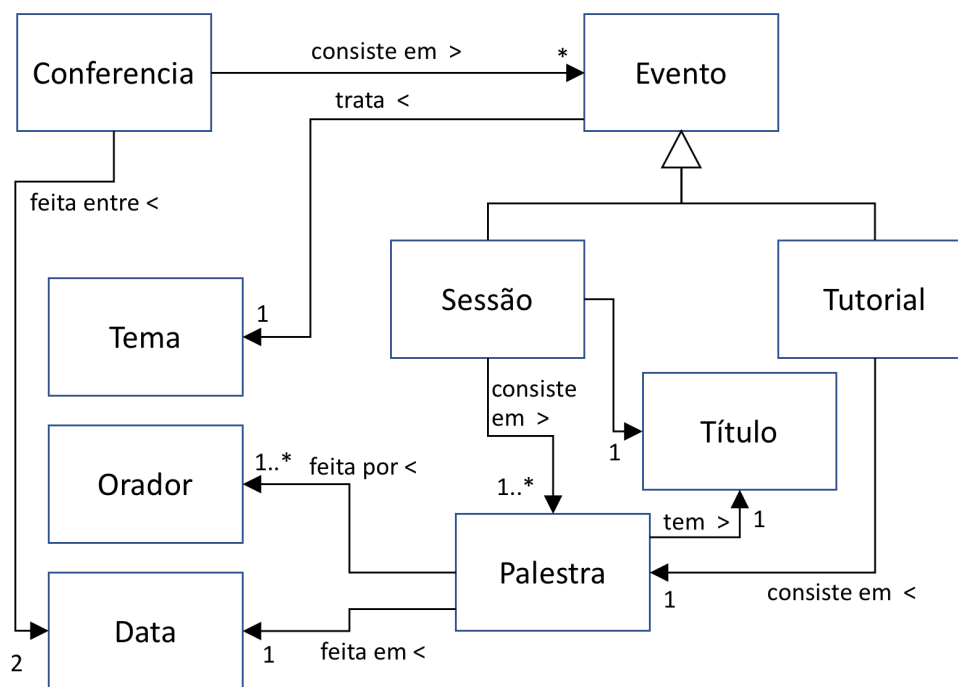 consiste em >
*
Conferencia
Evento
trata <
feita entre <
Sessão
Tutorial
1
Tema
consiste
em >
Título
1
1..*
feita por <
Orador
1..*
tem >
1
Palestra
1
consiste em <
Data
2
1
feita em <